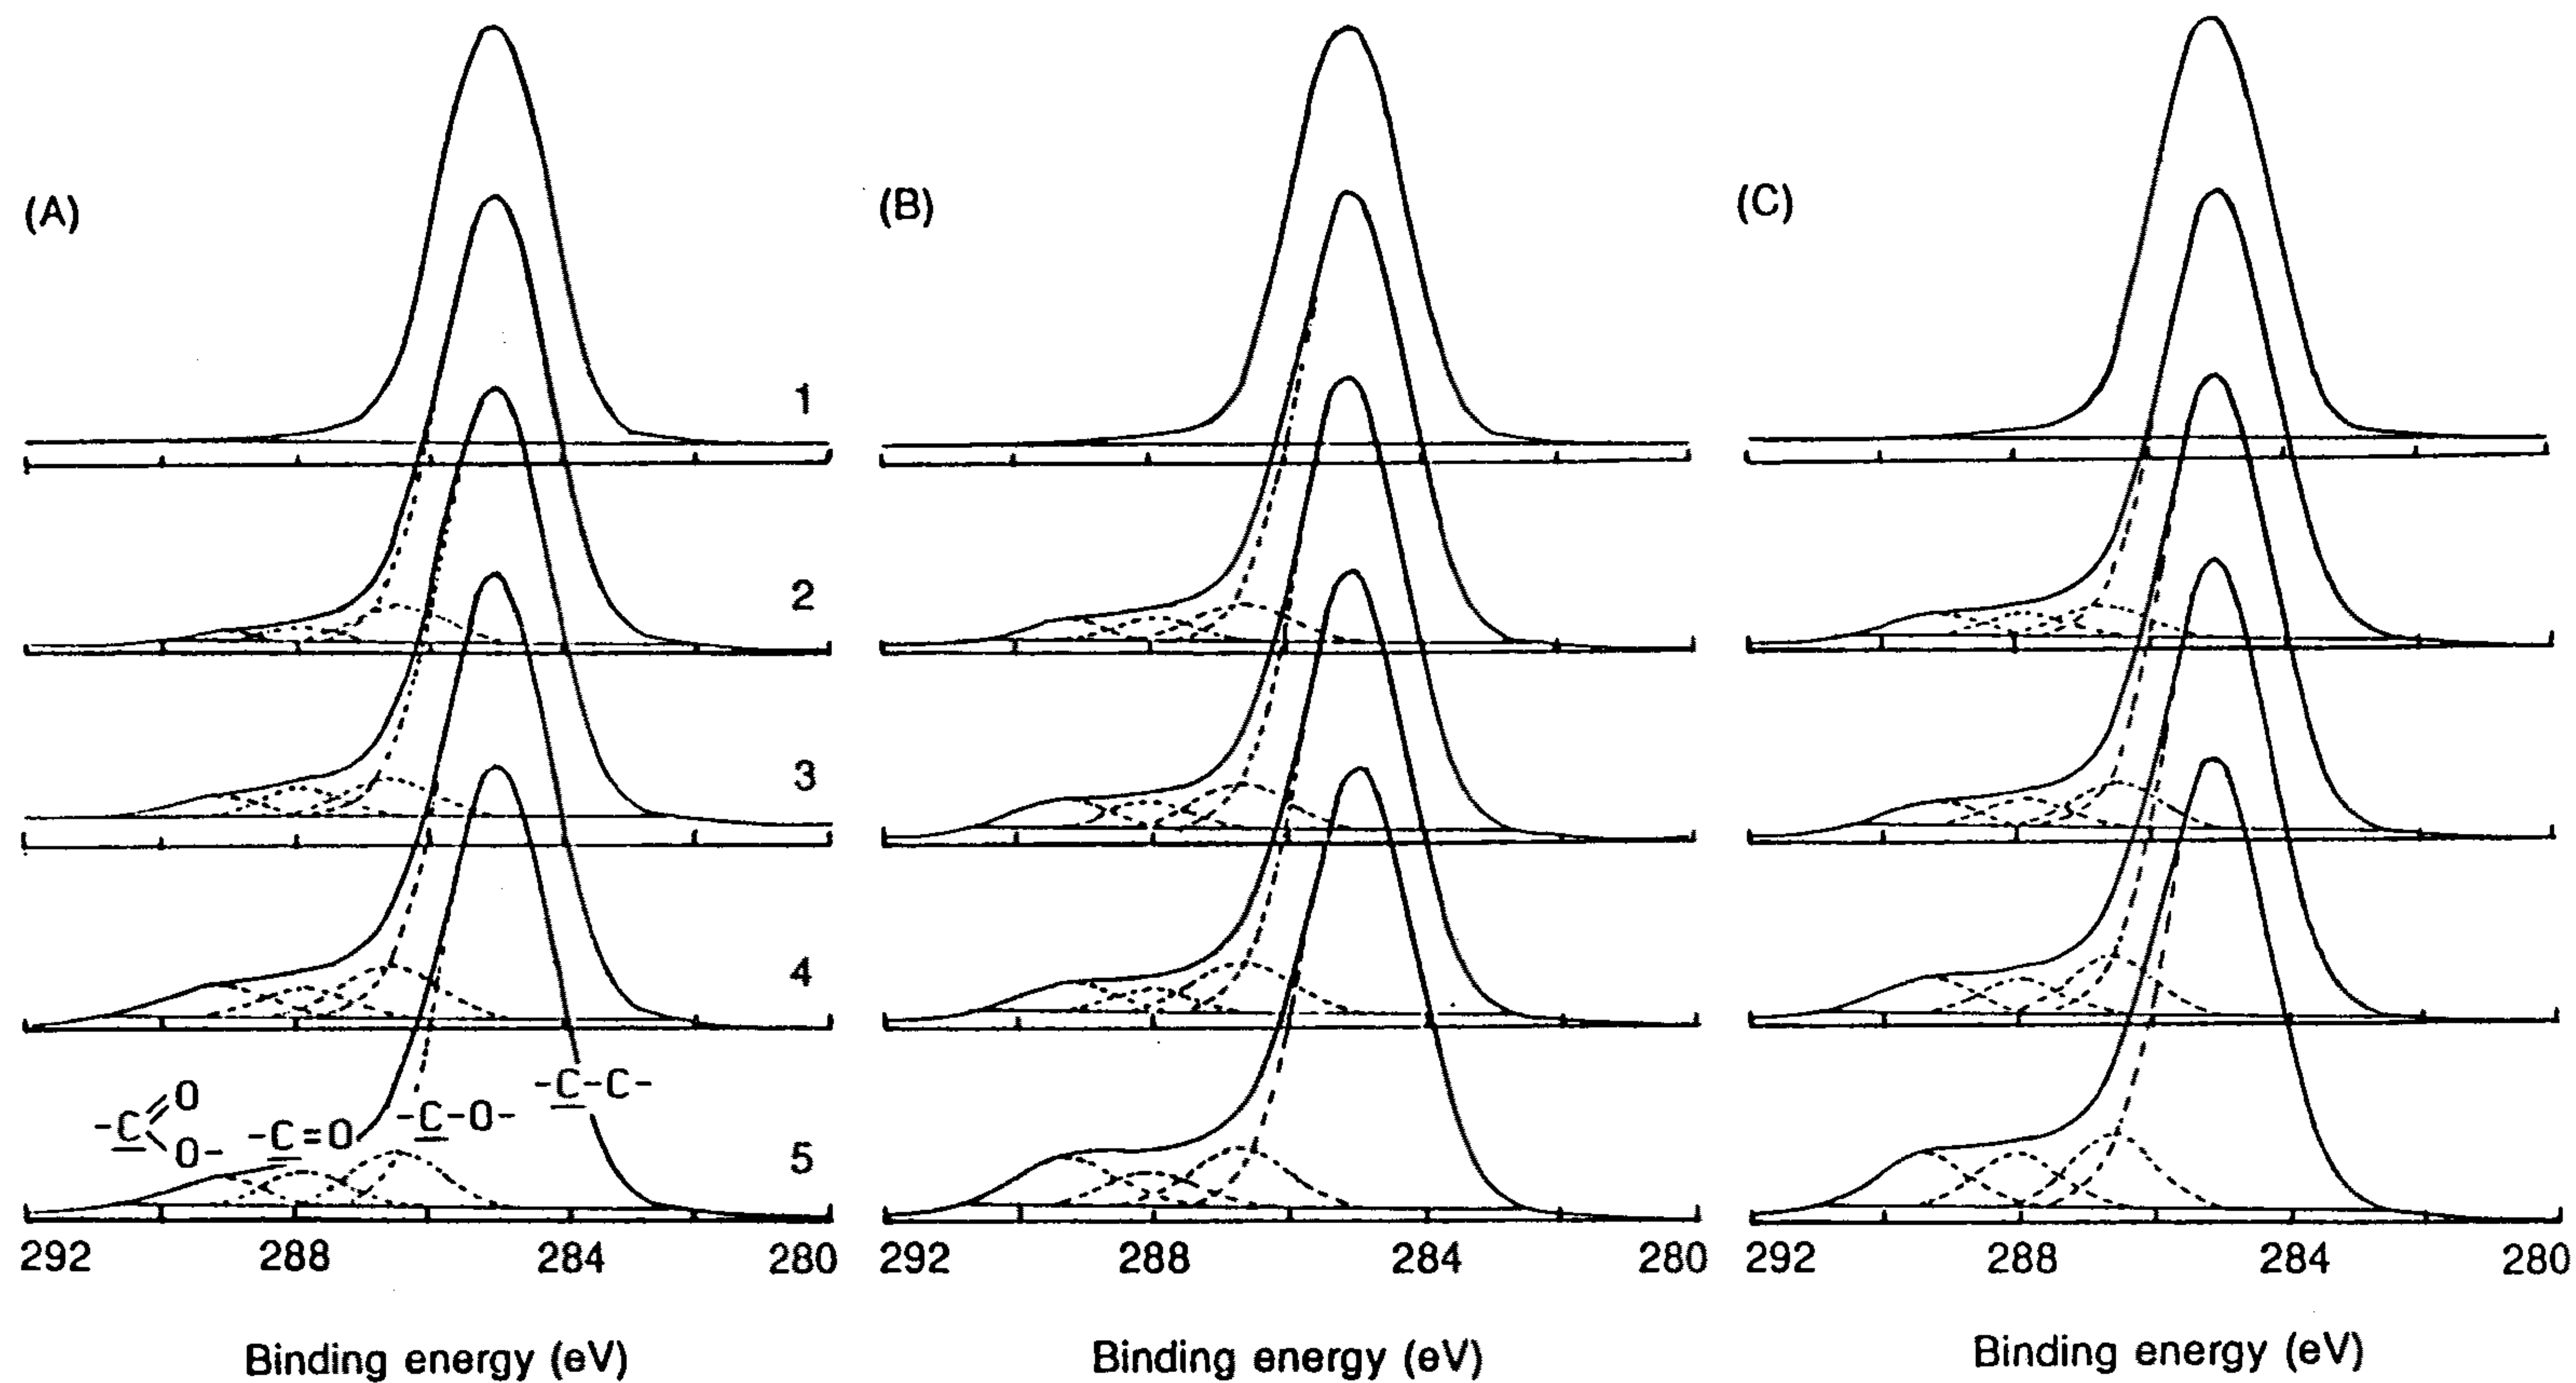 (A) (B) (C)
1
2
3
4
-C-C-
O
-C-O-
-C=O
-C
O-
5
292 288 284 280 292 288 284 280 292 288 284 280
Binding energy (eV) Binding energy (eV) Binding energy (eV)